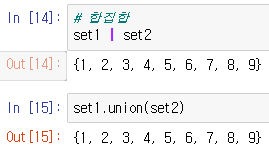 In [14]: # 합집합
set1 | set2
Out[14]: {1, 2, 3, 4, 5, 6, 7, 8, 9}
In [15]: set1.union(set2)
Out[15]: {1, 2, 3, 4, 5, 6, 7, 8, 9}